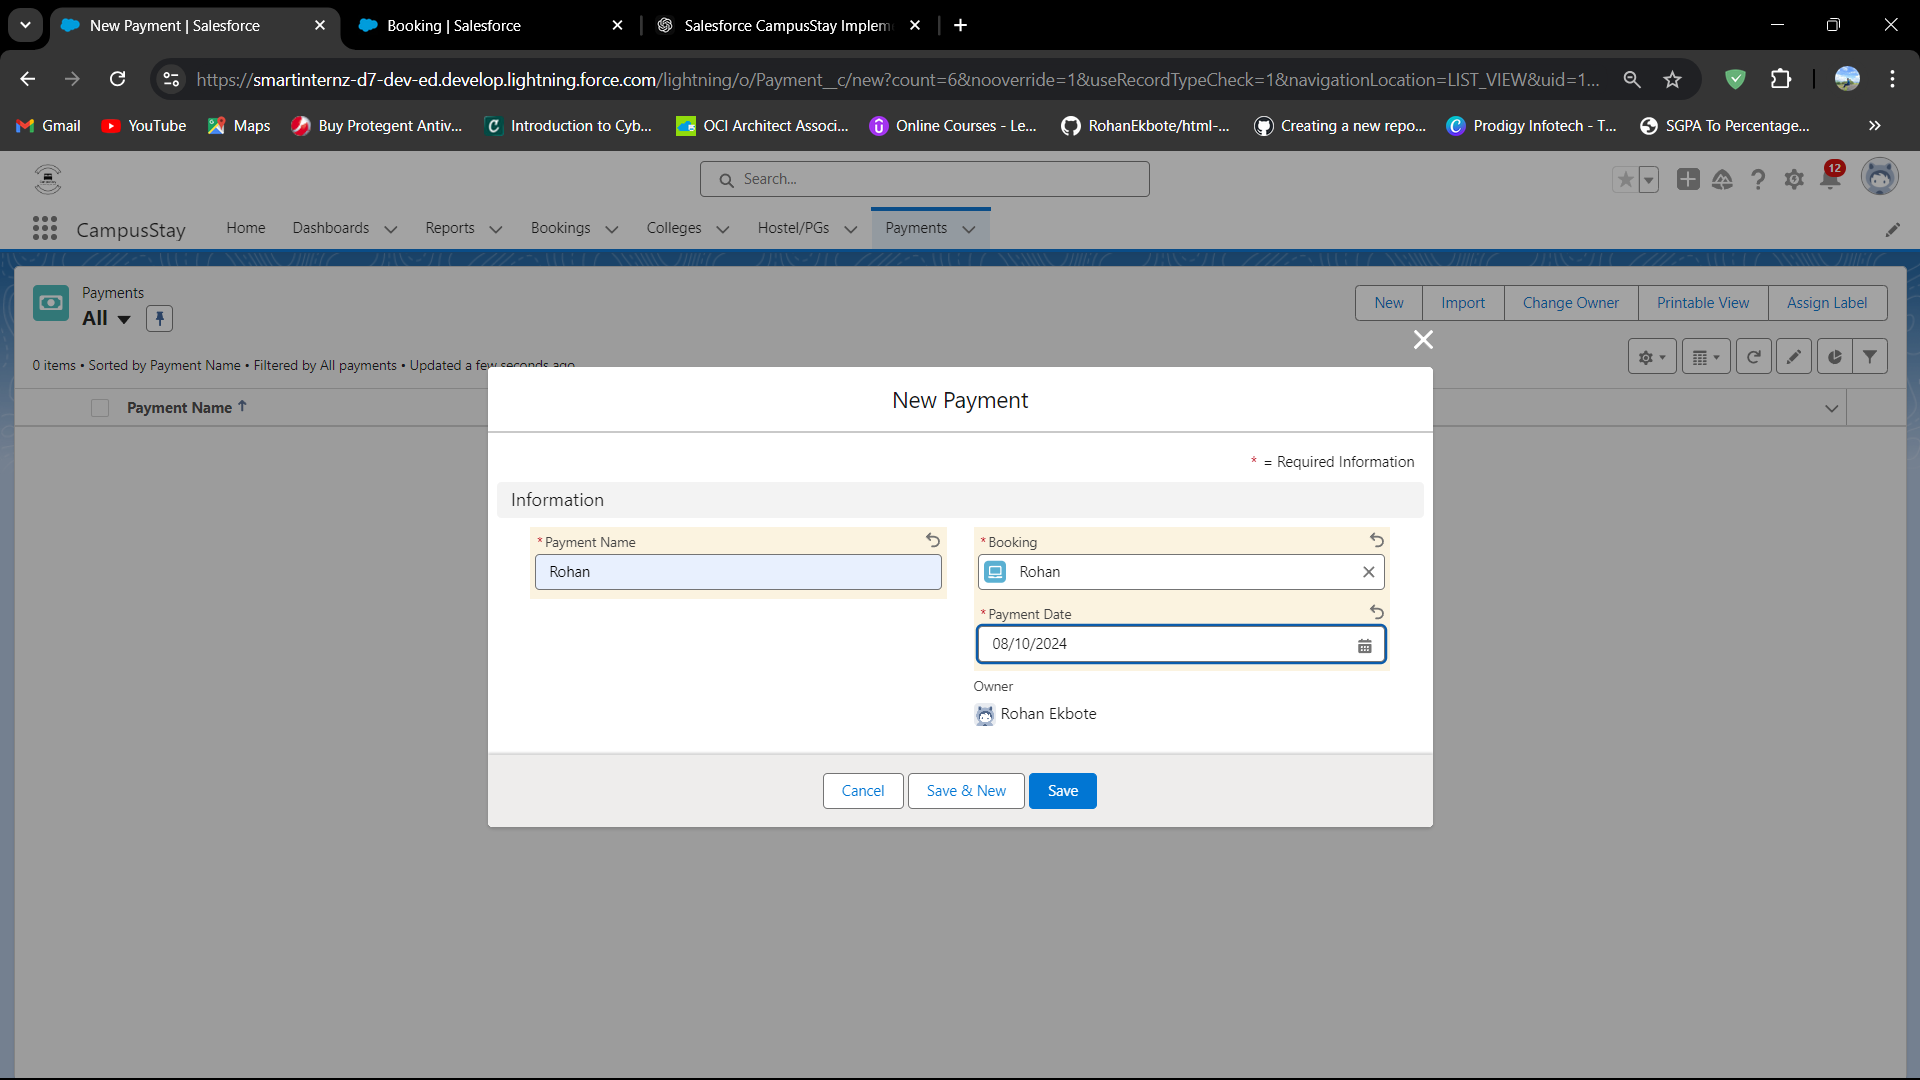 New Payment | Salesforce
Booking | Salesforce
Salesforce CampusStay Implem
https://smartinternz-d7-dev-ed.develop.lightning.force.com/lightning/o/Payment__c/new?count=6&nooverride=1&useRecordTypeCheck=1&navigationLocation=LIST_VIEW&uid=1...
Gmail
YouTube
Maps
Buy Protegent Antiv...
Introduction to Cyb...
OCI Architect Associ...
Online Courses - Le...
RohanEkbote/html-...
Creating a new repo...
Prodigy Infotech - T...
SGPA To Percentage...
Search...
12
CampusStay
Home
Dashboards
Reports
Bookings
Colleges
Hostel/PGs
Payments
Payments
All
New
Import
Change Owner
Printable View
Assign Label
0 items • Sorted by Payment Name • Filtered by All payments • Updated a few seconds ago
Payment Name
New Payment
* = Required Information
Information
*Payment Name
Rohan
*Booking
Rohan
*Payment Date
08/10/2024
Owner
Rohan Ekbote
Cancel
Save & New
Save